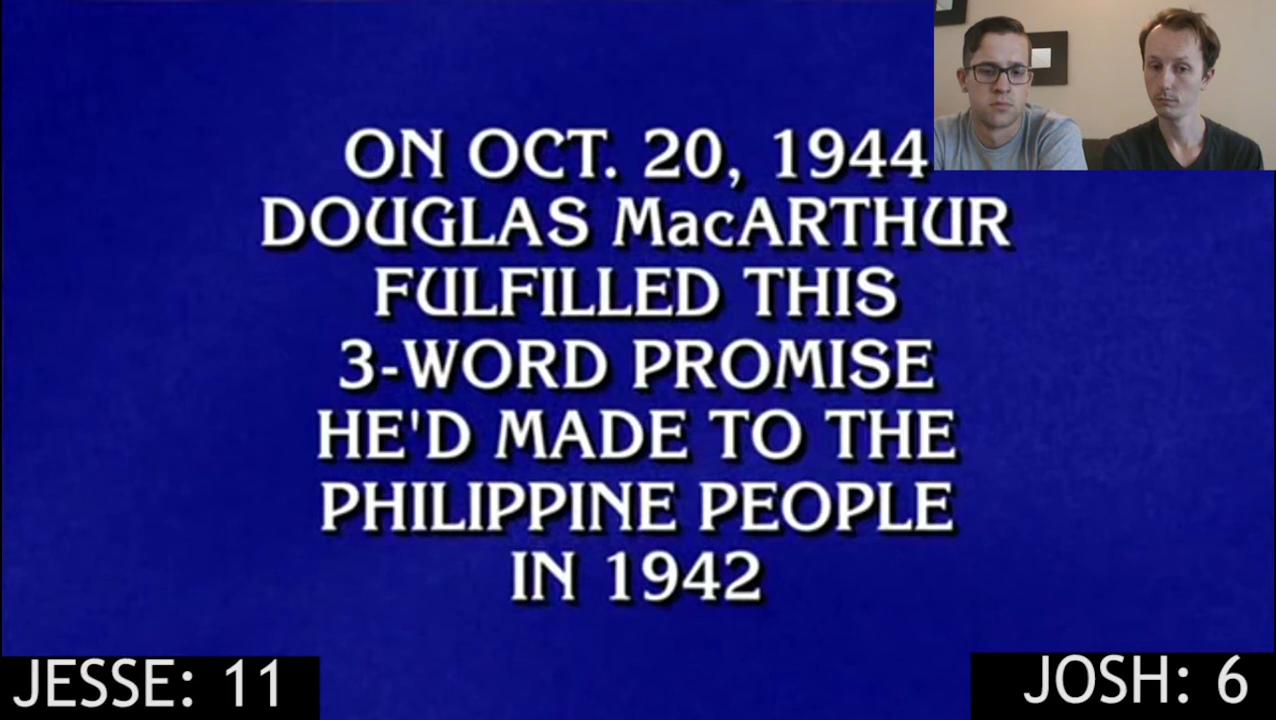 ON OCT. 20, 1944
DOUGLAS MacARTHUR
FULFILLED THIS
3-WORD PROMISE
HE'D MADE TO THE
PHILIPPINE PEOPLE
IN 1942
JESSE: 11
JOSH: 6